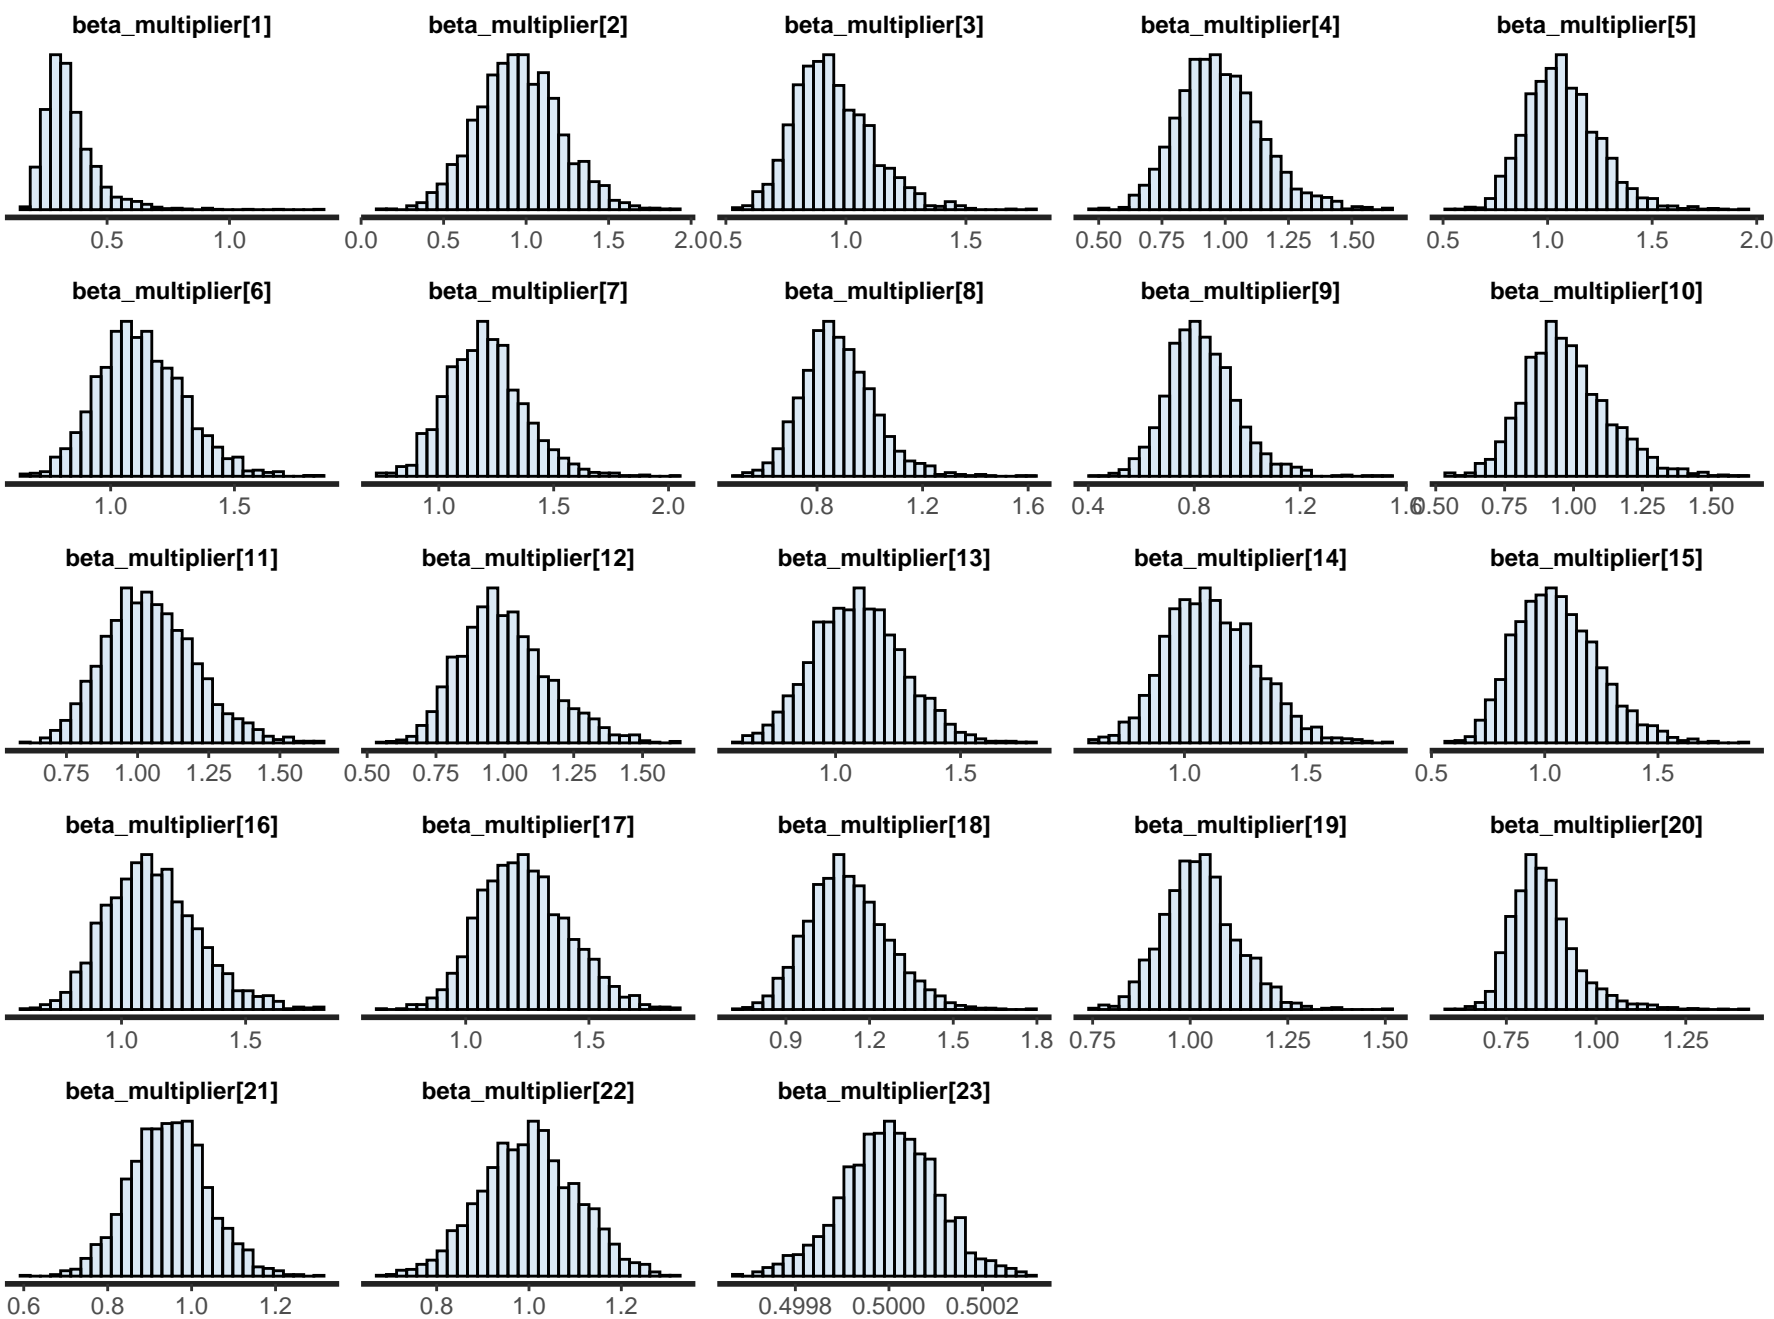 beta_multiplier[1] beta_multiplier[2] beta_multiplier[3] beta_multiplier[4] beta_multiplier[5]
0.5 1.0 0.0 0.5 1.0 1.5 2.0 0.5 1.0 1.5 0.50 0.75 1.00 1.25 1.50 0.5 1.0 1.5 2.0
beta_multiplier[6] beta_multiplier[7] beta_multiplier[8] beta_multiplier[9] beta_multiplier[10]
1.0 1.5 1.0 1.5 2.0 0.8 1.2 1.6 0.4 0.8 1.2 1.6 0.50 0.75 1.00 1.25 1.50
beta_multiplier[11] beta_multiplier[12] beta_multiplier[13] beta_multiplier[14] beta_multiplier[15]
0.75 1.00 1.25 1.50 0.50 0.75 1.00 1.25 1.50 1.0 1.5 1.0 1.5 0.5 1.0 1.5
beta_multiplier[16] beta_multiplier[17] beta_multiplier[18] beta_multiplier[19] beta_multiplier[20]
1.0 1.5 1.0 1.5 0.9 1.2 1.5 1.8 0.75 1.00 1.25 1.50 0.75 1.00 1.25
beta_multiplier[21] beta_multiplier[22] beta_multiplier[23]
0.6 0.8 1.0 1.2 0.8 1.0 1.2 0.4998 0.5000 0.5002